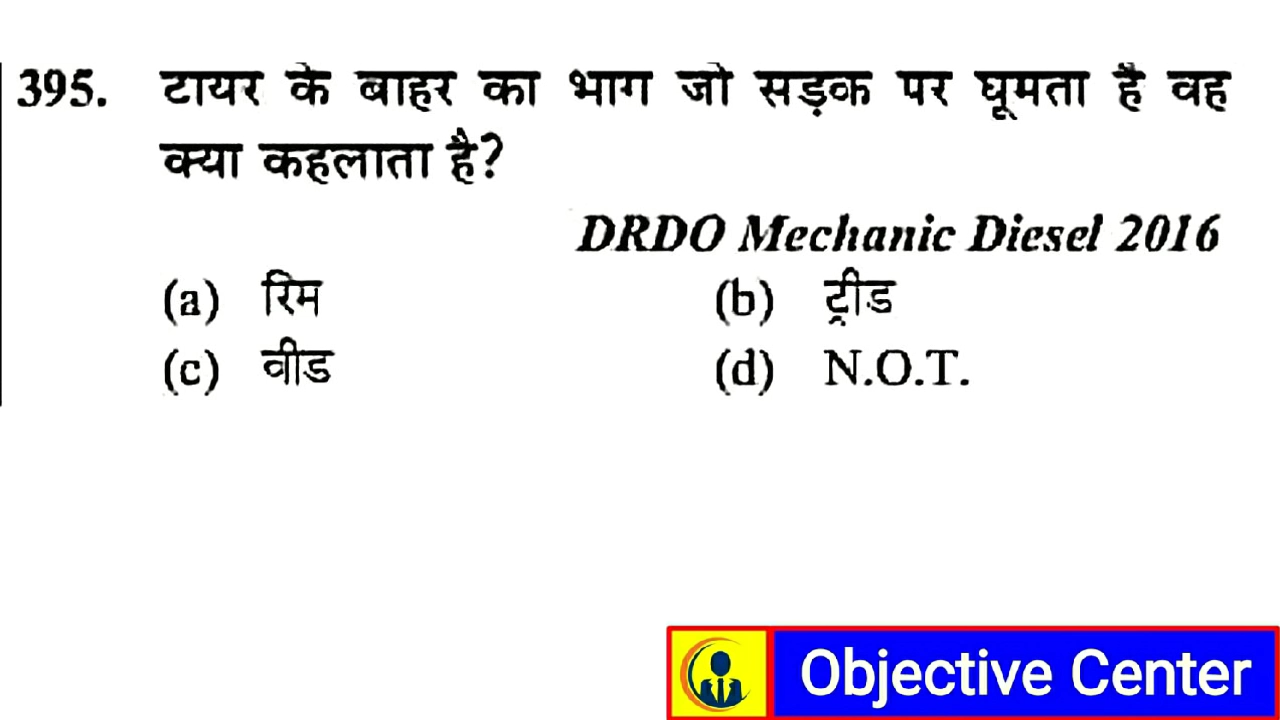 395. टायर के बाहर का भाग जो सड़क पर घूमता है वह
क्या कहलाता है?
DRDO Mechanic Diesel 2016
(a) रिम (b) ट्रीड
(c) वीड (d) N.O.T.
Objective Center